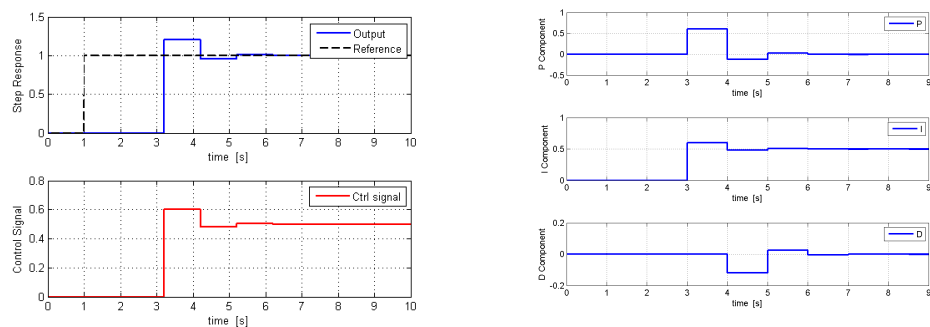 Step Response
1.5
1
0.5
0
Output
Reference
0 1 2 3 4 5 6 7 8 9 10
time [s]
Control Signal
0.8
0.6
0.4
0.2
0
Ctrl signal
0 1 2 3 4 5 6 7 8 9 10
time [s]
P Component
1
0.5
0
-0.5
P
0 1 2 3 4 5 6 7 8 9
time [s]
I Component
1
0.5
0
I
0 1 2 3 4 5 6 7 8 9
time [s]
D Component
0.2
0
-0.2
D
0 1 2 3 4 5 6 7 8 9
time [s]